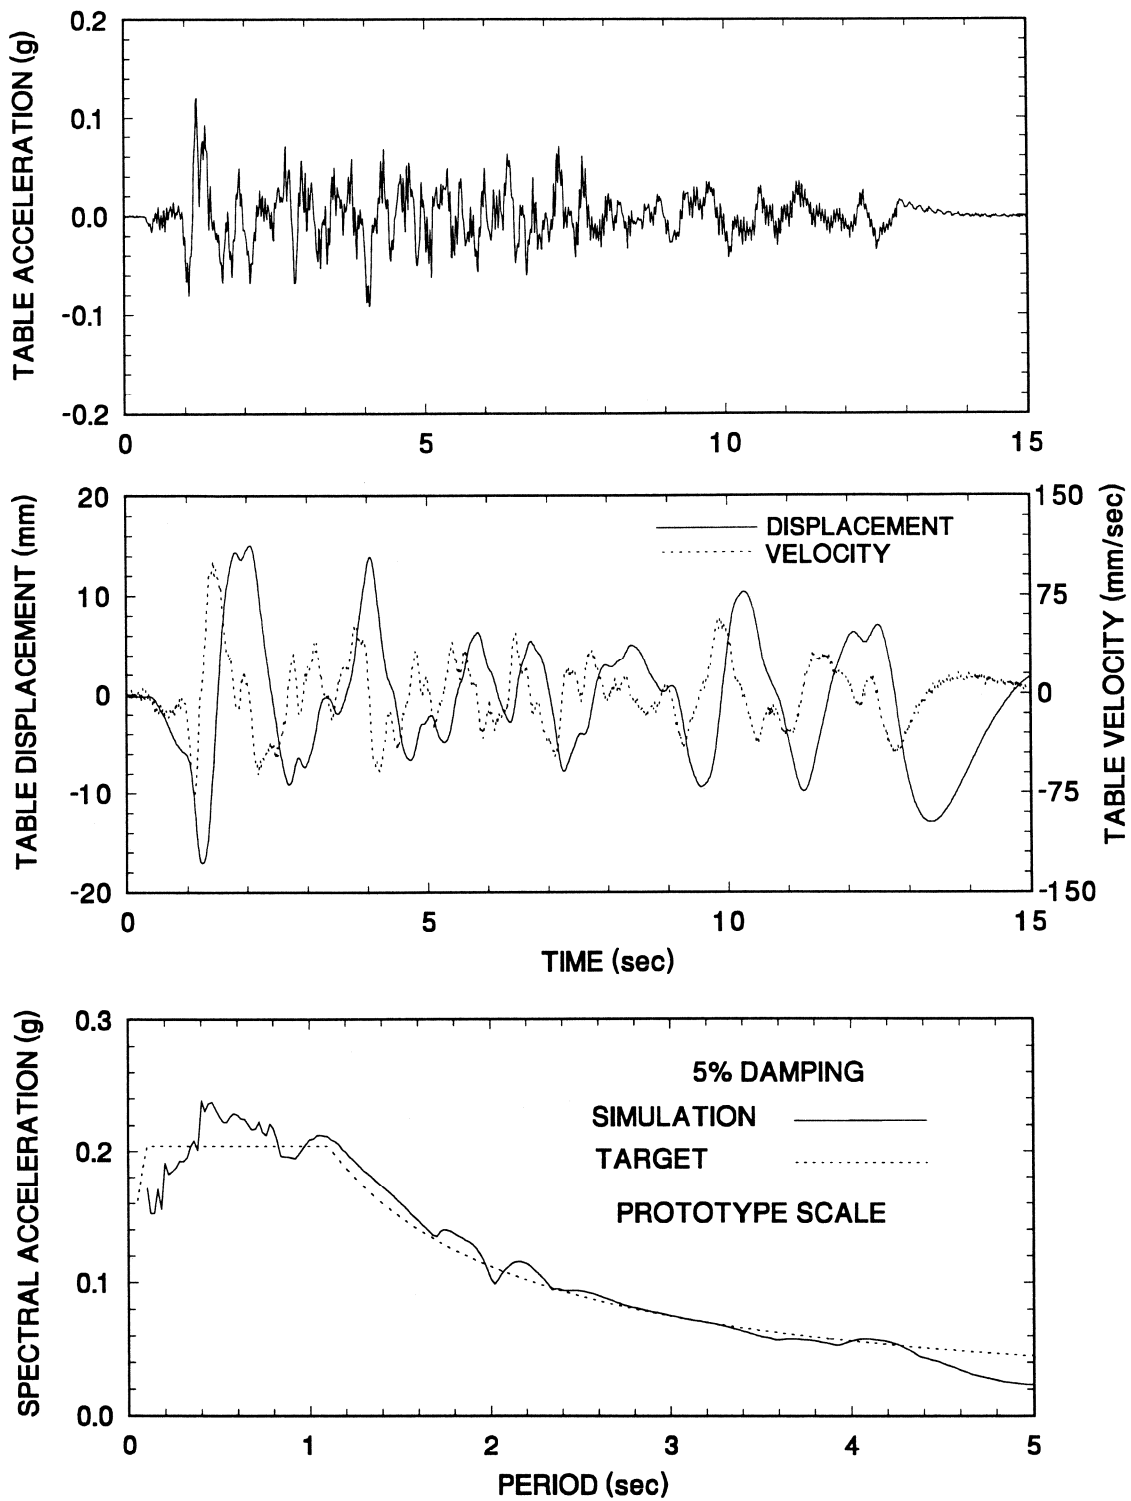 TABLE ACCELERATION (g)
0.2
0.1
0.0
-0.1
-0.2
0
5
10
15
TABLE DISPLACEMENT (mm)
20
10
0
-10
-20
DISPLACEMENT
VELOCITY
150
75
0
-75
-150
TABLE VELOCITY (mm/sec)
0
5
10
15
TIME (sec)
SPECTRAL ACCELERATION (g)
0.3
0.2
0.1
0.0
5% DAMPING
SIMULATION
TARGET
PROTOTYPE SCALE
0
1
2
3
4
5
PERIOD (sec)